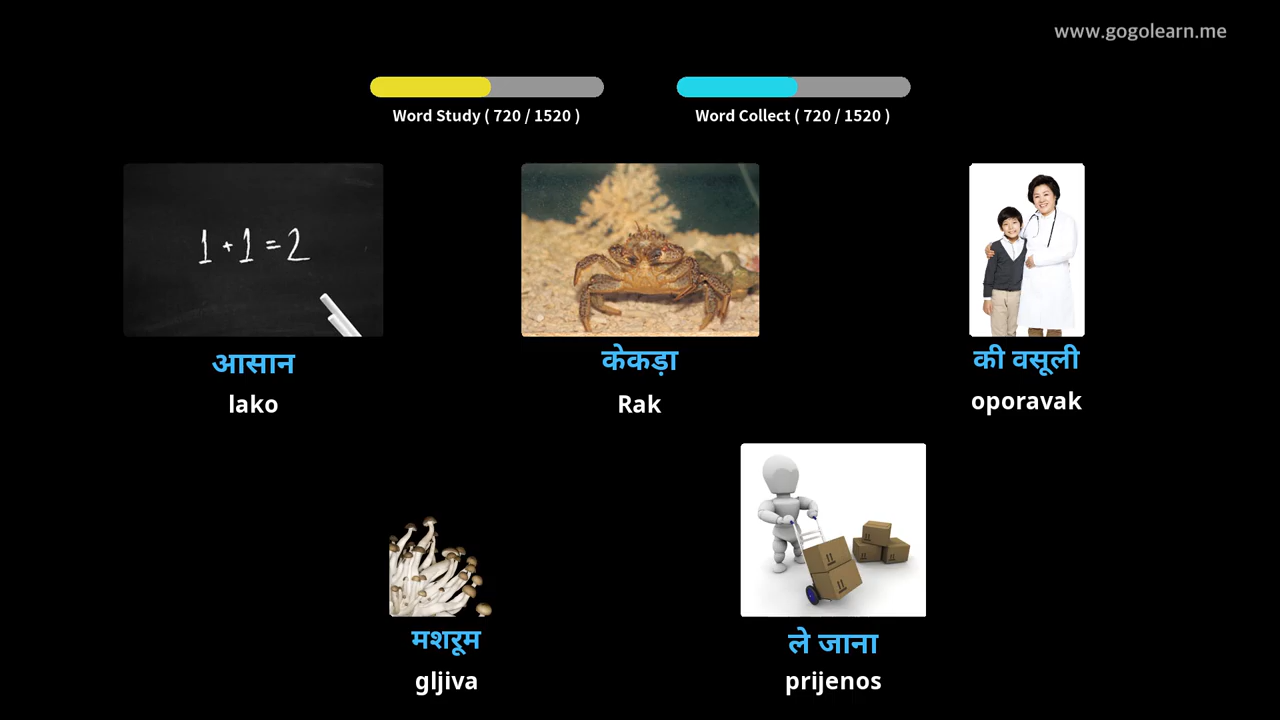 www.gogolearn.me
Word Study ( 720 / 1520 )
Word Collect ( 720 / 1520 )
1 + 1 = 2
आसान
lako
केकड़ा
Rak
की वसूली
oporavak
मशरूम
gljiva
ले जाना
prijenos